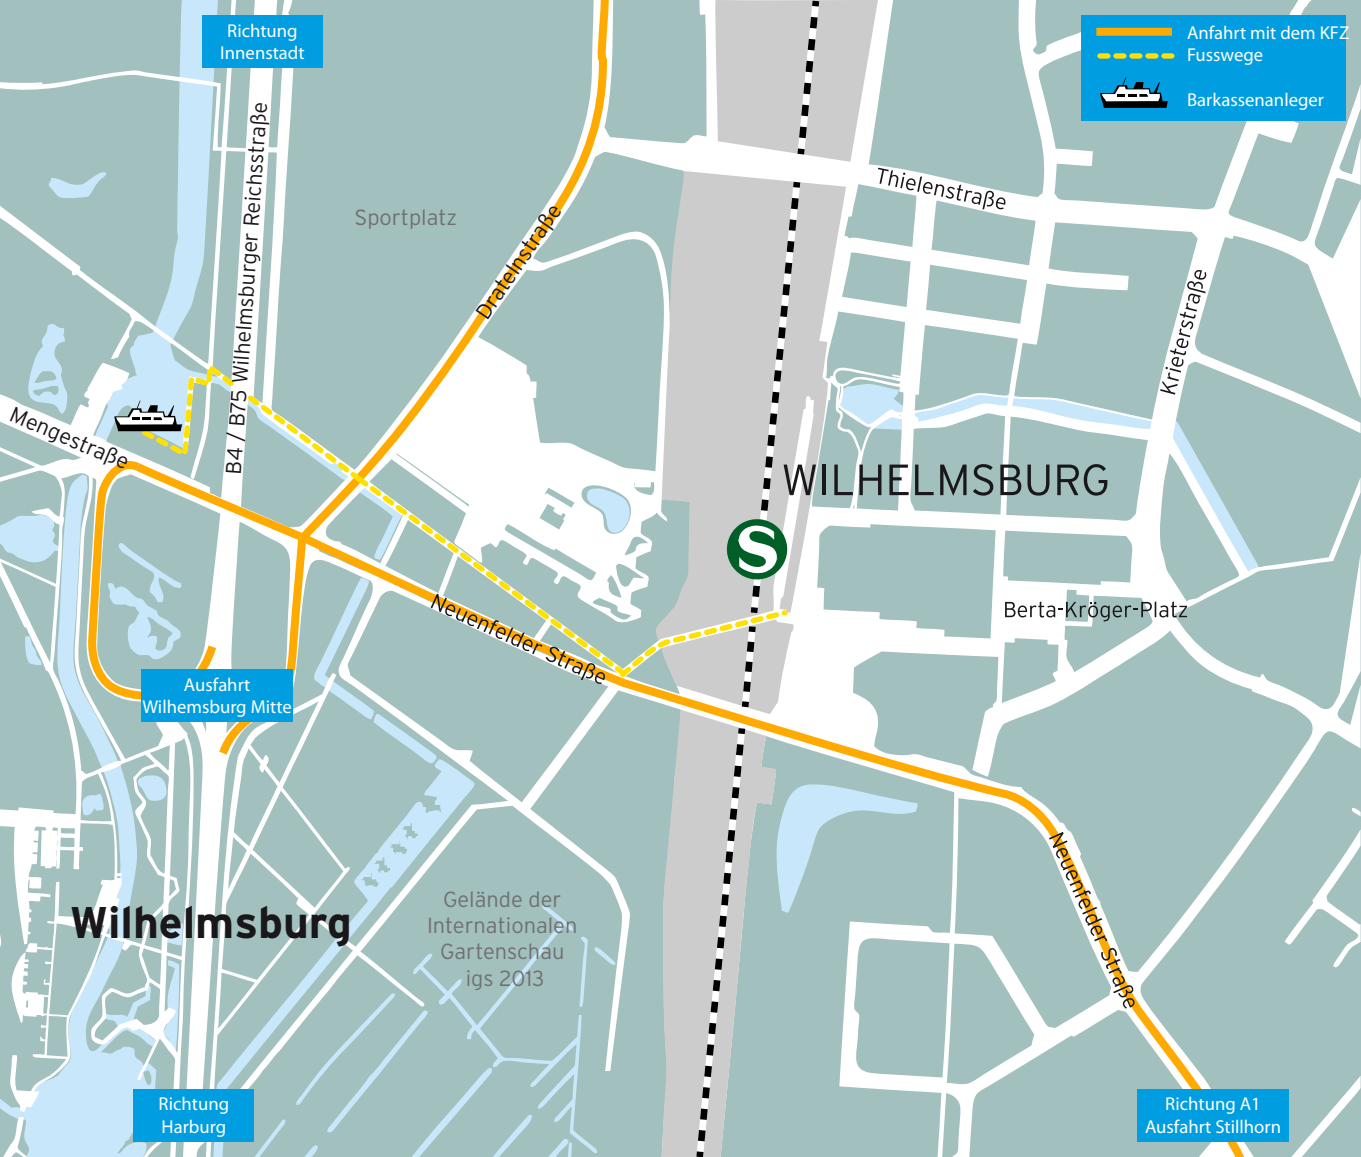 Richtung
Innenstadt
Anfahrt mit dem KFZ
Fusswege
Barkassenanleger
B4 / B75 Wilhelmsburger Reichsstraße
Sportplatz
Dratelnstraße
Thielenstraße
Krieterstraße
Mengestraße
WILHELMSBURG
S
Berta-Kröger-Platz
Neuenfelder Straße
Ausfahrt
Wilhemsburg Mitte
Neuenfelder Straße
Wilhelmsburg
Gelände der
Internationalen
Gartenschau
igs 2013
Richtung
Harburg
Richtung A1
Ausfahrt Stillhorn